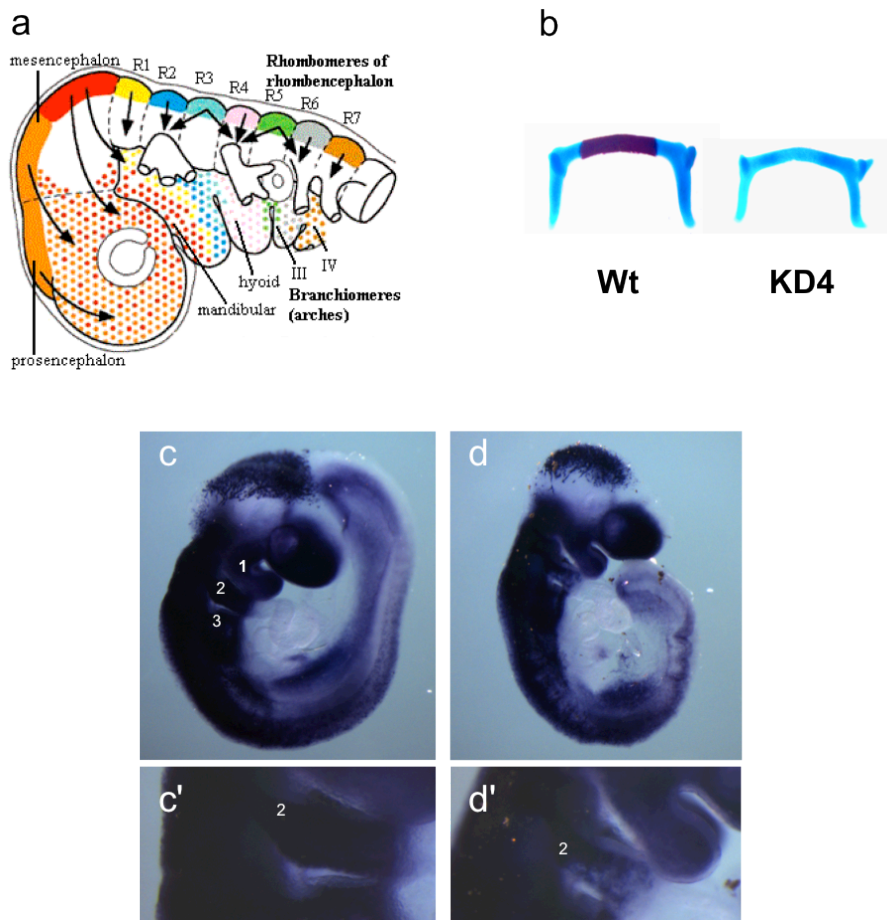 a
b
mesencephalon
R1
R2
R3
Rhombomeres of
rhombencephalon
R4
R5
R6
R7
hyoid
III
IV
mandibular
Branchiomeres
(arches)
prosencephalon
Wt
KD4
c
d
1
2
3
c'
d'
2
2